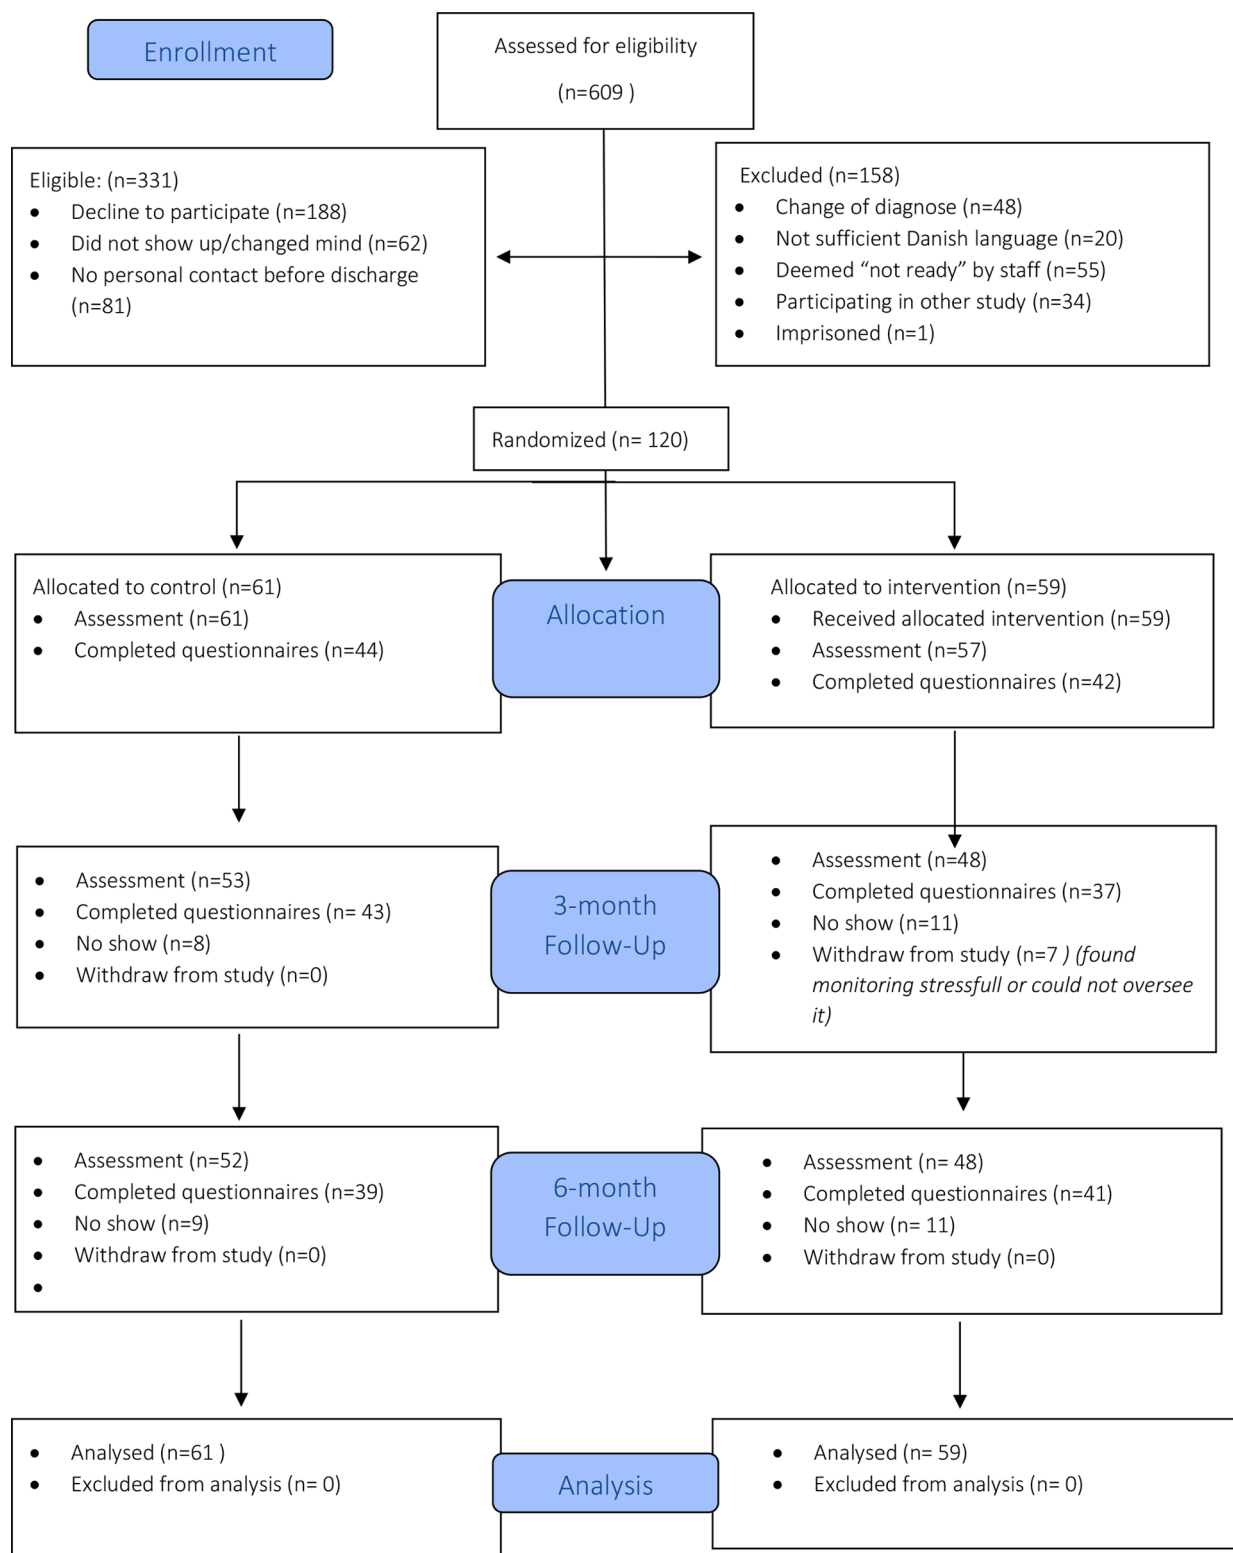 Enrollment
Assessed for eligibility
(n=609 )
Eligible: (n=331)
• Decline to participate (n=188)
• Did not show up/changed mind (n=62)
• No personal contact before discharge
(n=81)
Excluded (n=158)
• Change of diagnose (n=48)
• Not sufficient Danish language (n=20)
• Deemed “not ready” by staff (n=55)
• Participating in other study (n=34)
• Imprisoned (n=1)
Randomized (n= 120)
Allocated to control (n=61)
• Assessment (n=61)
• Completed questionnaires (n=44)
Allocation
Allocated to intervention (n=59)
• Received allocated intervention (n=59)
• Assessment (n=57)
• Completed questionnaires (n=42)
• Assessment (n=53)
• Completed questionnaires (n= 43)
• No show (n=8)
• Withdraw from study (n=0)
3-month
Follow-Up
• Assessment (n=48)
• Completed questionnaires (n=37)
• No show (n=11)
• Withdraw from study (n=7 ) (found
monitoring stressfull or could not oversee
it)
• Assessment (n=52)
• Completed questionnaires (n=39)
• No show (n=9)
• Withdraw from study (n=0)
•
6-month
Follow-Up
• Assessment (n= 48)
• Completed questionnaires (n=41)
• No show (n= 11)
• Withdraw from study (n=0)
• Analysed (n=61 )
• Excluded from analysis (n= 0)
Analysis
• Analysed (n= 59)
• Excluded from analysis (n= 0)